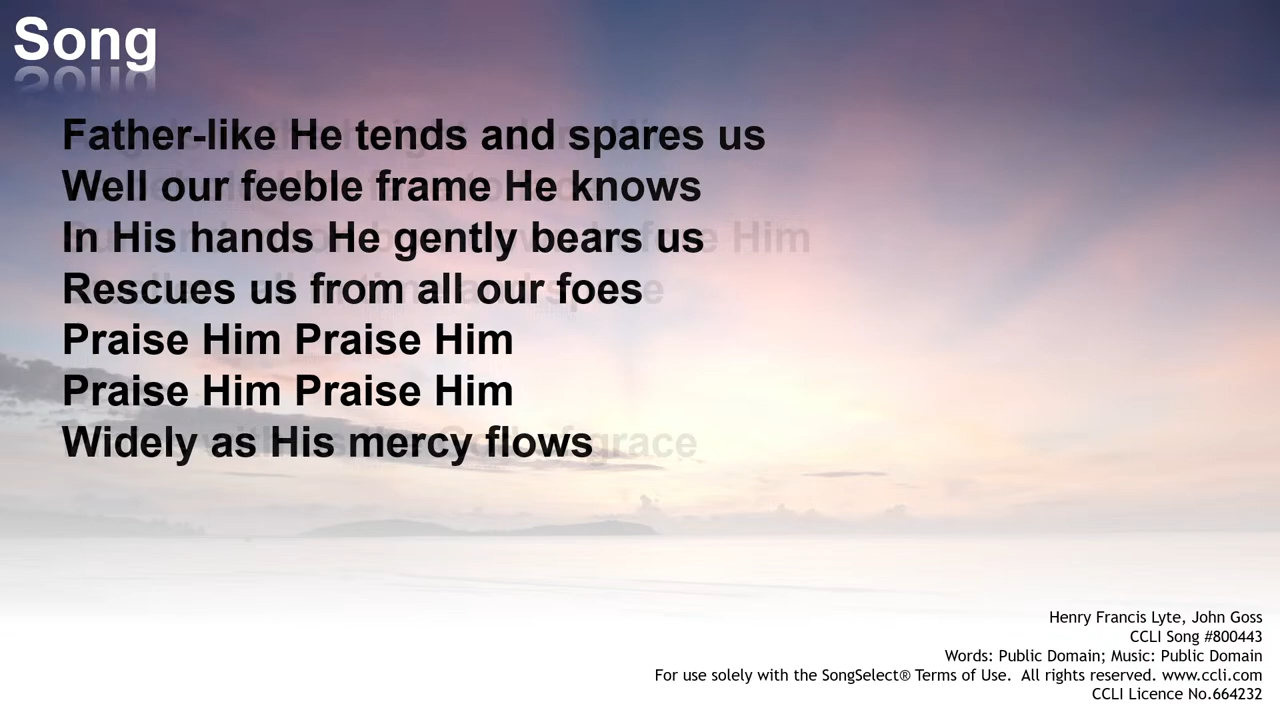 Song
Father-like He tends and spares us
Well our feeble frame He knows
In His hands He gently bears us
Rescues us from all our foes
Praise Him Praise Him
Praise Him Praise Him
Widely as His mercy flows
Henry Francis Lyte, John Goss
CCLI Song #800443
Words: Public Domain; Music: Public Domain
For use solely with the SongSelect® Terms of Use.  All rights reserved. www.ccli.com
CCLI Licence No.664232